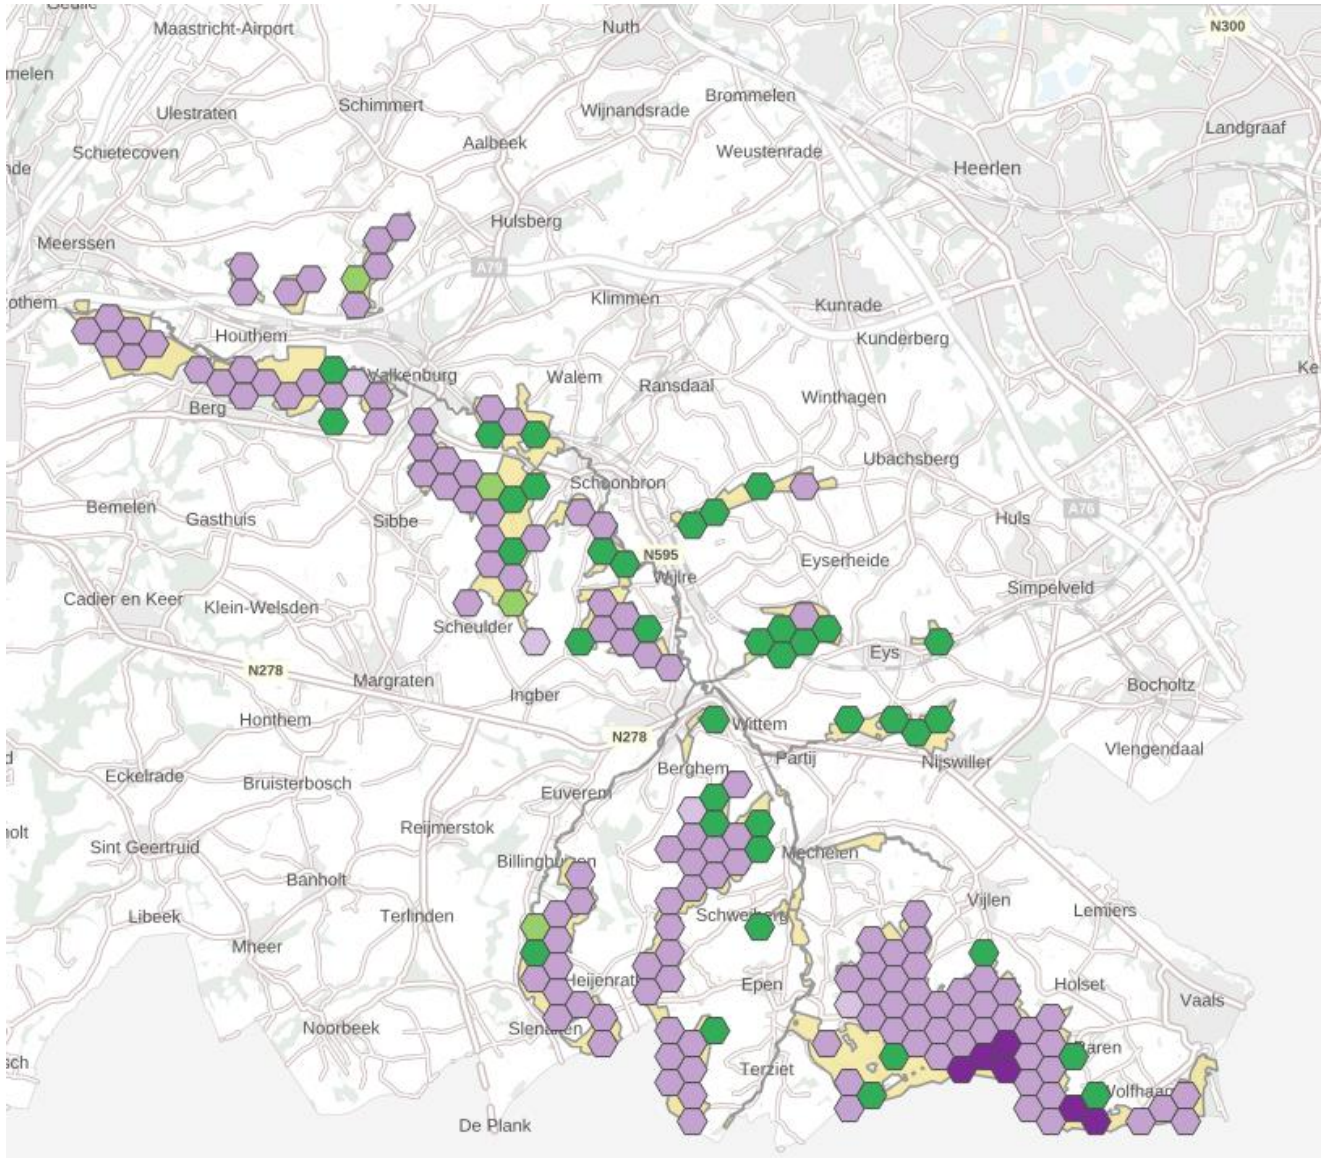 Maastricht-Airport
Nuth
N300
Schimmert
Brommelen
Ulestraten
Wijnandsrade
Landgraaf
Aalbeek
Schietecoven
Weustenrade
Heerlen
Hulsberg
Meerssen
A79
Klimmen
Kunrade
Houthem
Kunderberg
Valkenburg
Walem
Ransdaal
Winthagen
Berg
Ubachsberg
Schoonbron
Bemelen
Gasthuis
Sibbe
A76
Huls
N595
Eyserheide
Wijlre
Simpelveld
Cadier en Keer
Klein-Welsden
Scheulder
Eys
N278
Margraten
Bocholtz
Ingber
Honthem
Wittem
N278
Vlengendaal
Partij
Nijswiller
Berghem
Eckelrade
Bruisterbosch
Euverem
Reijmerstok
Sint Geertruid
Mechelen
Banholt
Vijlen
Libeek
Terlinden
Lemiers
Mheer
Epen
Holset
Vaals
Noorbeek
Terziet
De Plank